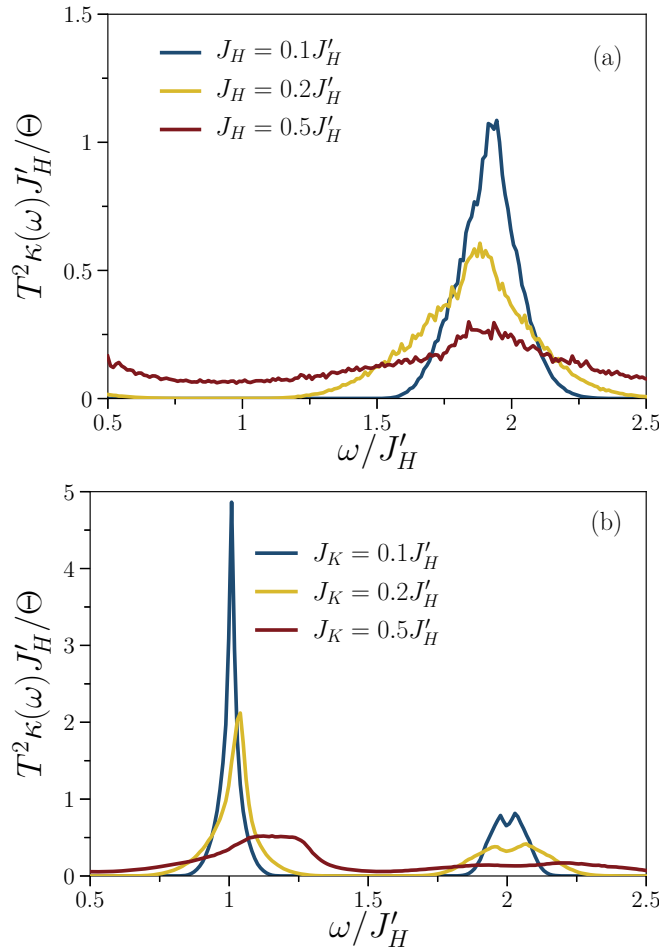 1.5
1
0.5
0
T²κ(ω)J′_H/Θ
J_H = 0.1J′_H
J_H = 0.2J′_H
J_H = 0.5J′_H
(a)
0.5 1 1.5 2 2.5
ω/J′_H
5
4
3
2
1
0
T²κ(ω)J′_H/Θ
J_K = 0.1J′_H
J_K = 0.2J′_H
J_K = 0.5J′_H
(b)
0.5 1 1.5 2 2.5
ω/J′_H